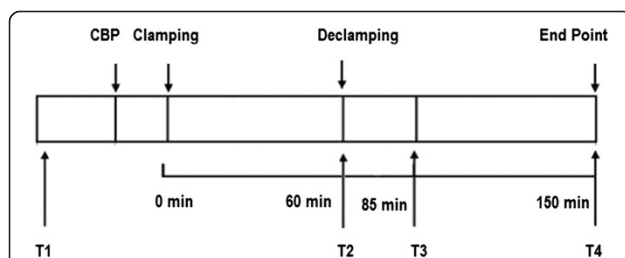 CBP Clamping Declamping End Point
0 min 60 min 85 min 150 min
T1 T2 T3 T4